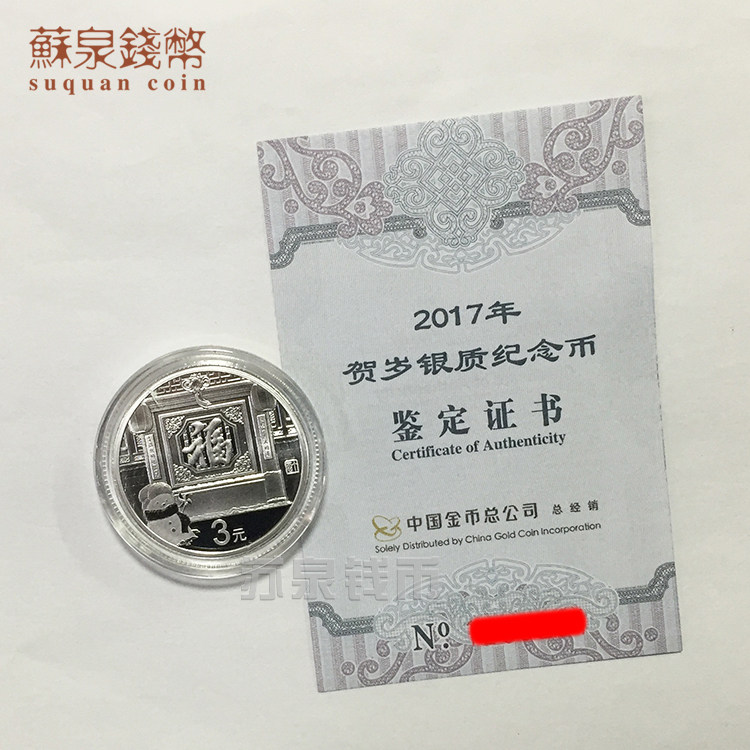 蘇泉錢幣
suquan coin
2017年
贺岁银质纪念币
鉴定证书
Certificate of Authenticity
中国金币总公司 总经销
Solely Distributed by China Gold Coin Incorporation
福
3元
苏泉钱币
No.